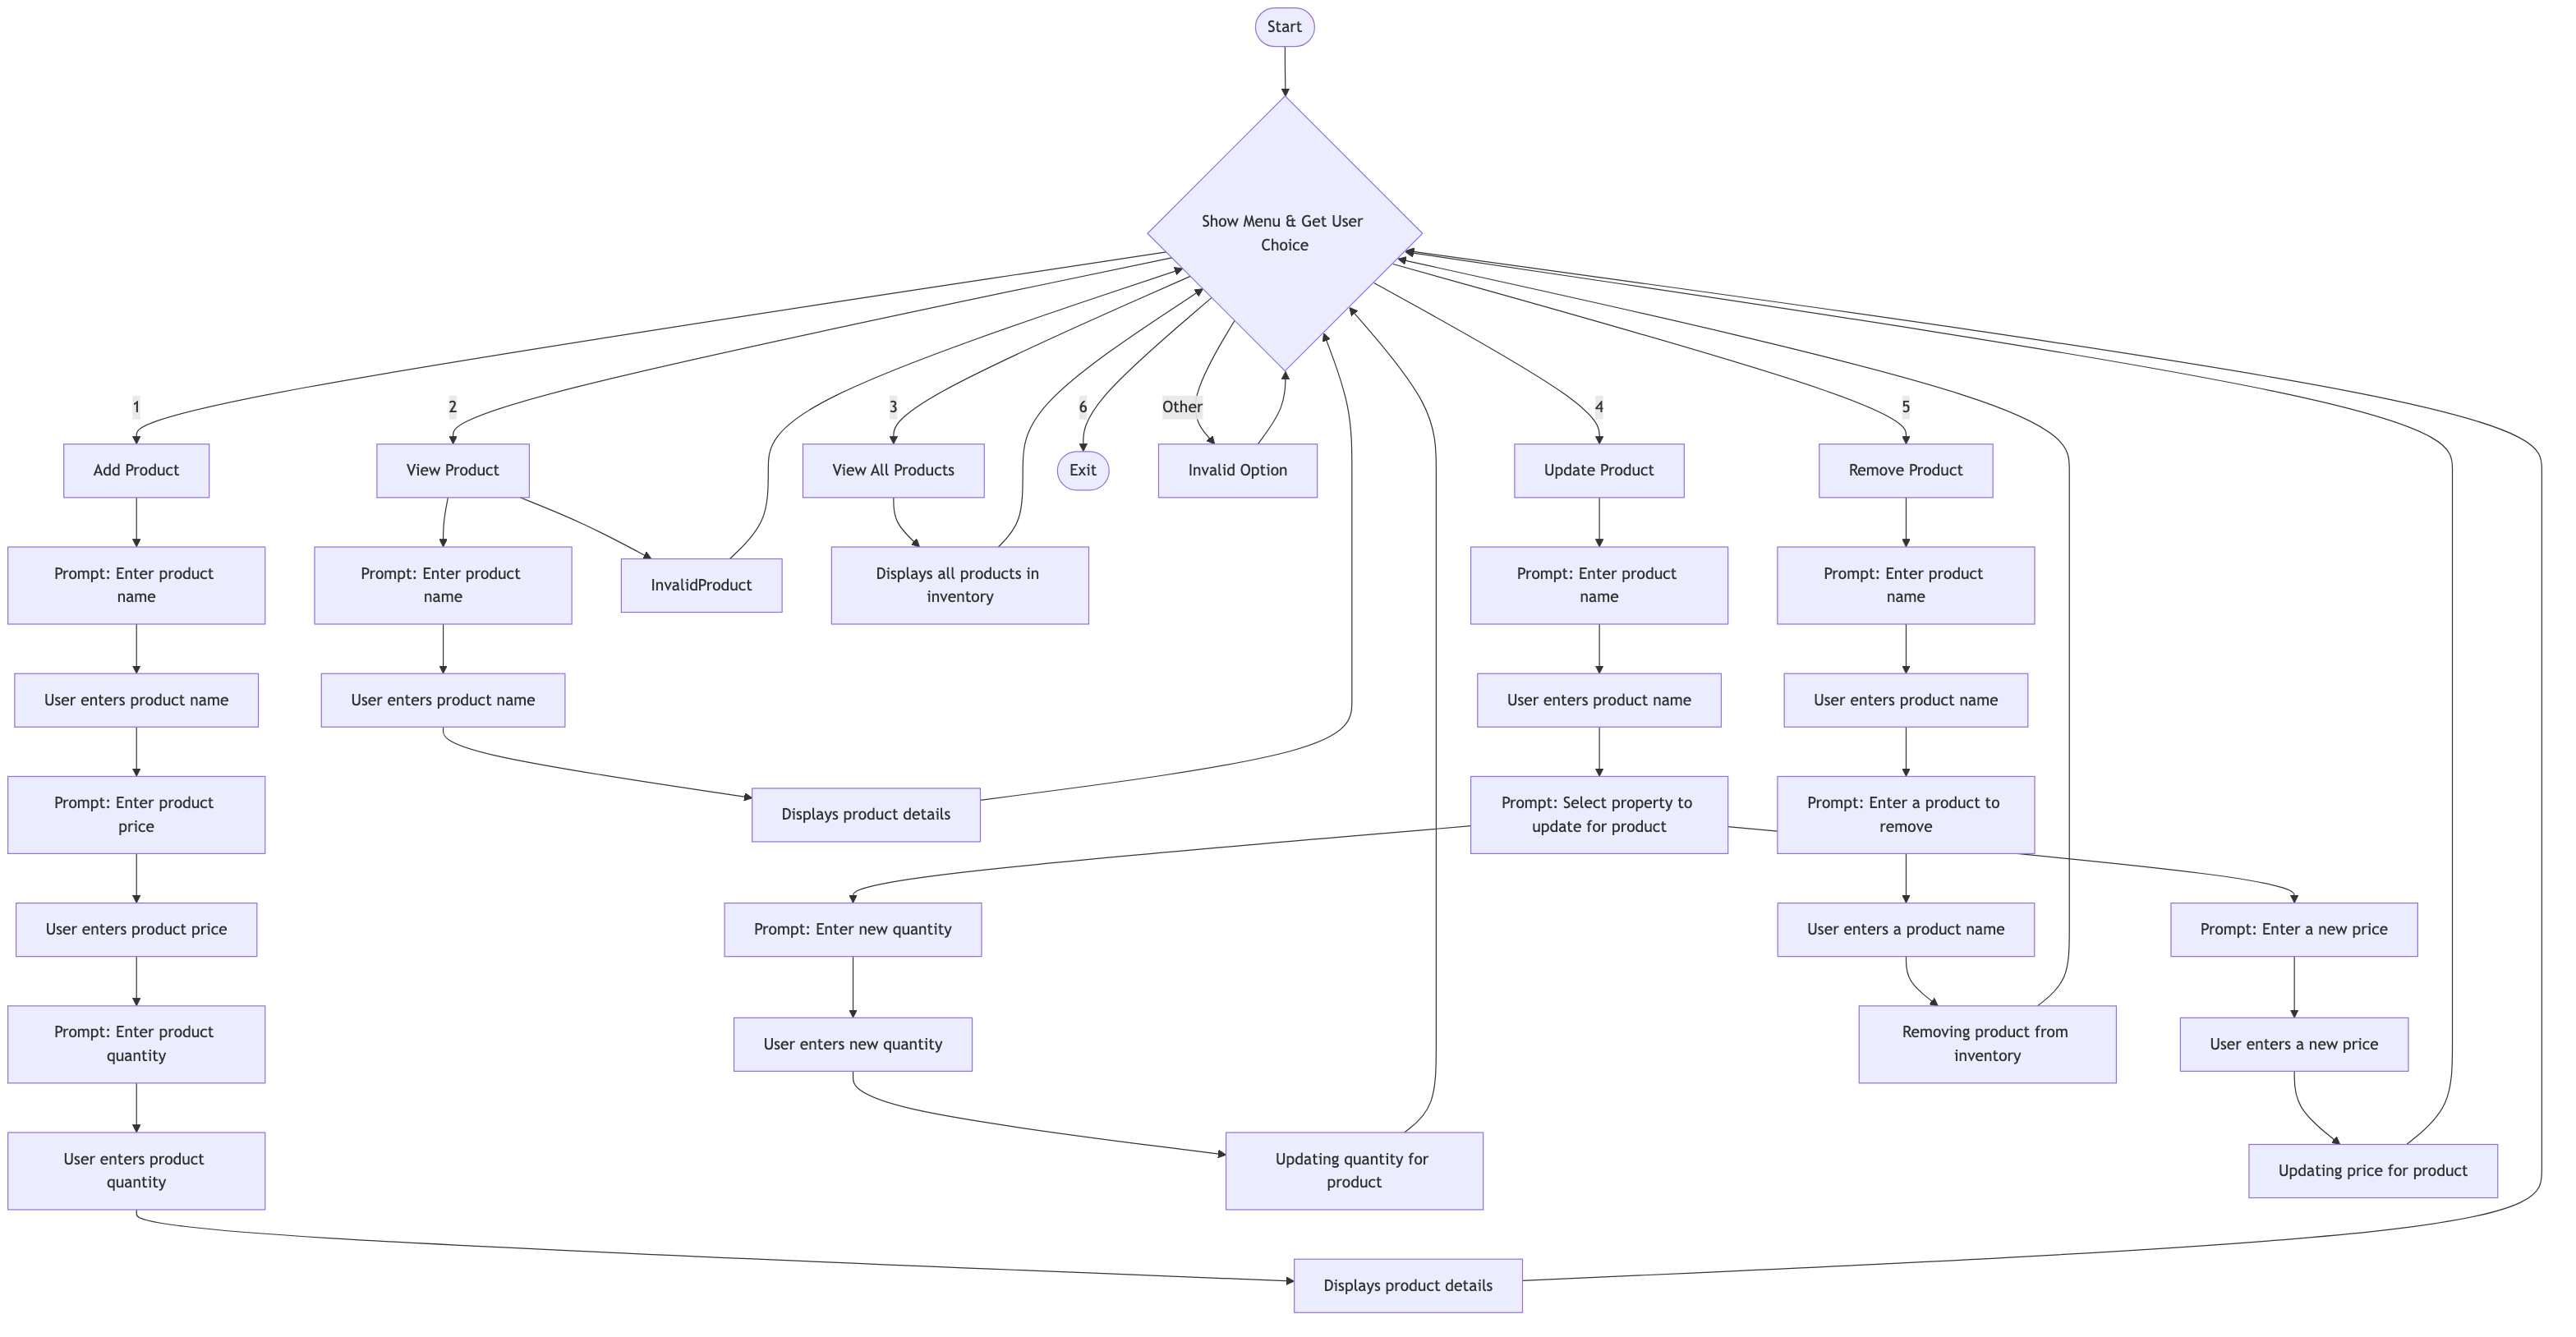 Start
Show Menu & Get User
Choice
1
2
3
6
Other
4
5
Add Product
View Product
View All Products
Exit
Invalid Option
Update Product
Remove Product
Prompt: Enter product
name
Prompt: Enter product
name
InvalidProduct
Displays all products in
inventory
Prompt: Enter product
name
Prompt: Enter product
name
User enters product name
User enters product name
User enters product name
User enters product name
Prompt: Enter product
price
Displays product details
Prompt: Select property to
update for product
Prompt: Enter a product to
remove
User enters product price
Prompt: Enter new quantity
User enters a product name
Prompt: Enter a new price
Prompt: Enter product
quantity
User enters new quantity
Removing product from
inventory
User enters a new price
User enters product
quantity
Updating quantity for
product
Updating price for product
Displays product details